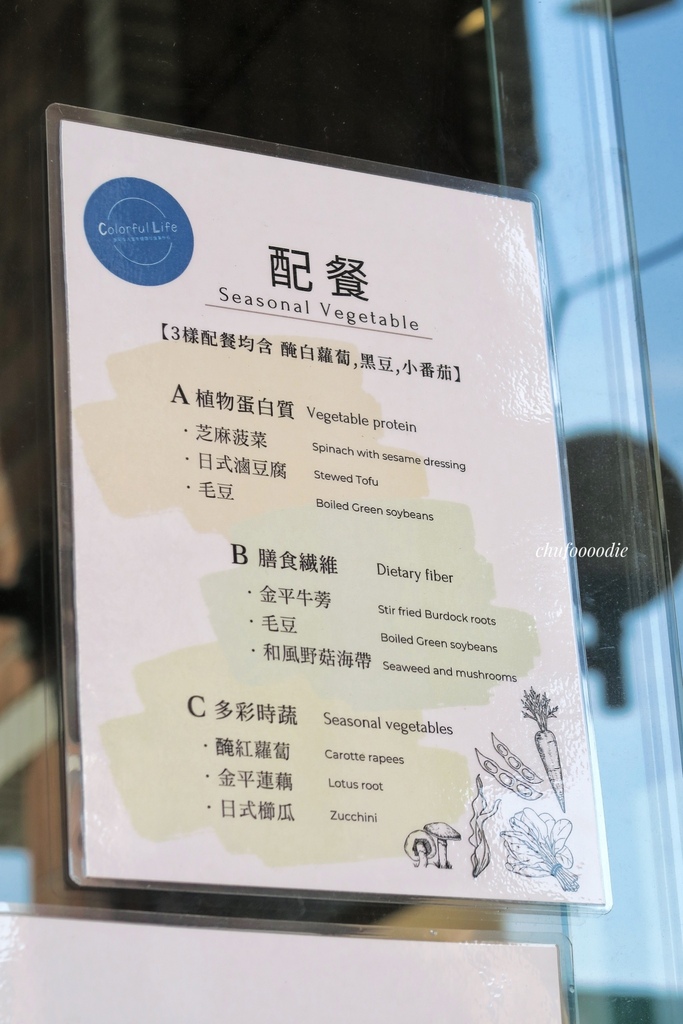 Colorful Life
配餐
Seasonal Vegetable
【3樣配餐均含 醃白蘿蔔,黑豆,小番茄】
A 植物蛋白質 Vegetable protein
·芝麻菠菜 Spinach with sesame dressing
·日式滷豆腐 Stewed Tofu
·毛豆 Boiled Green soybeans
B 膳食纖維 Dietary fiber
·金平牛蒡 Stir fried Burdock roots
·毛豆 Boiled Green soybeans
·和風野菇海帶 Seaweed and mushrooms
C 多彩時蔬 Seasonal vegetables
·醃紅蘿蔔 Carotte rapees
·金平蓮藕 Lotus root
·日式櫛瓜 Zucchini
chufoooodie